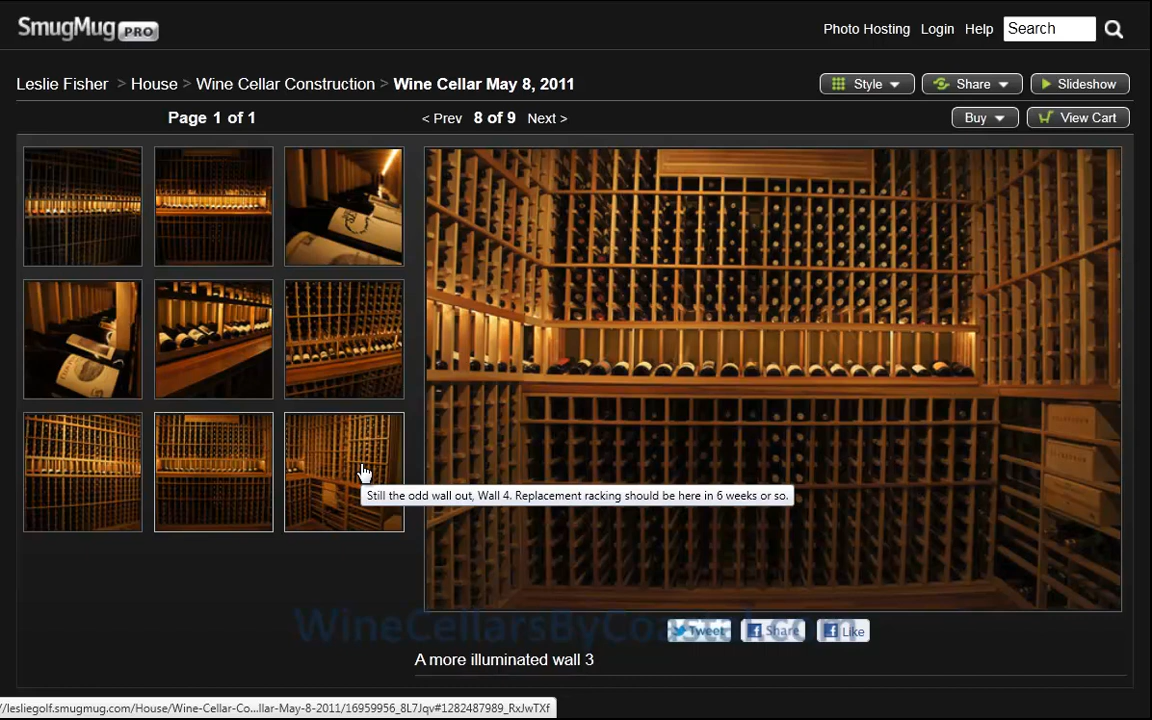 SmugMug PRO
Photo Hosting Login Help Search
Leslie Fisher > House > Wine Cellar Construction > Wine Cellar May 8, 2011
Style Share Slideshow
Page 1 of 1 < Prev 8 of 9 Next > Buy View Cart
Still the odd wall out, Wall 4. Replacement racking should be here in 6 weeks or so.
WineCellarsByCoastal.com
Tweet Share Like
A more illuminated wall 3
//lesliegolf.smugmug.com/House/Wine-Cellar-Co...llar-May-8-2011/16959956_8L7Jqv#1282487989_RxJwTXf